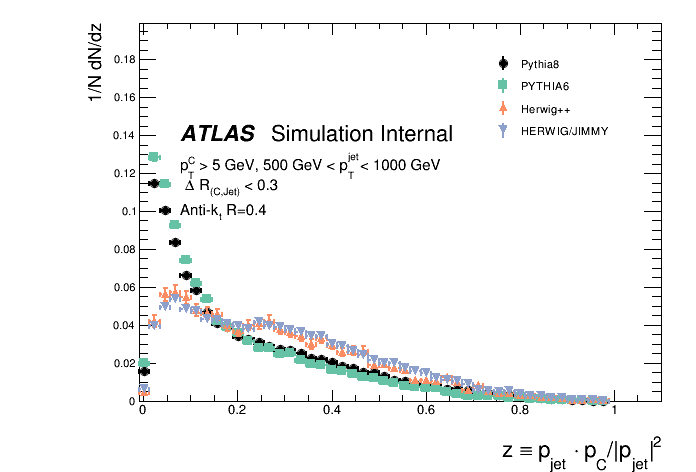 1/N dN/dz
0.18
0.16
0.14
0.12
0.1
0.08
0.06
0.04
0.02
0
Pythia8
PYTHIA6
Herwig++
HERWIG/JIMMY
ATLAS Simulation Internal
p_T^C > 5 GeV, 500 GeV < p_T^jet < 1000 GeV
Δ R_(C,Jet) < 0.3
Anti-k_t R=0.4
0 0.2 0.4 0.6 0.8 1
z ≡ p_jet · p_C/|p_jet|^2